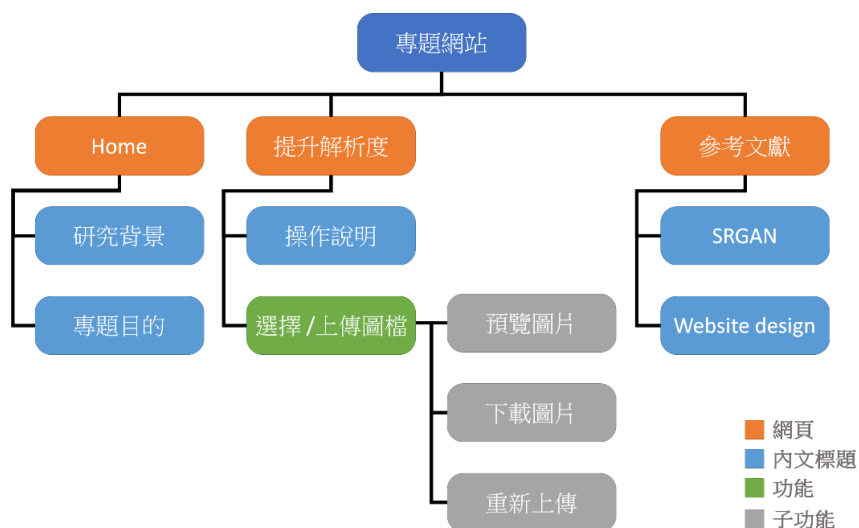 專題網站
Home
提升解析度
參考文獻
研究背景
操作說明
SRGAN
專題目的
選擇/上傳圖檔
預覽圖片
Website design
下載圖片
重新上傳
網頁
內文標題
功能
子功能